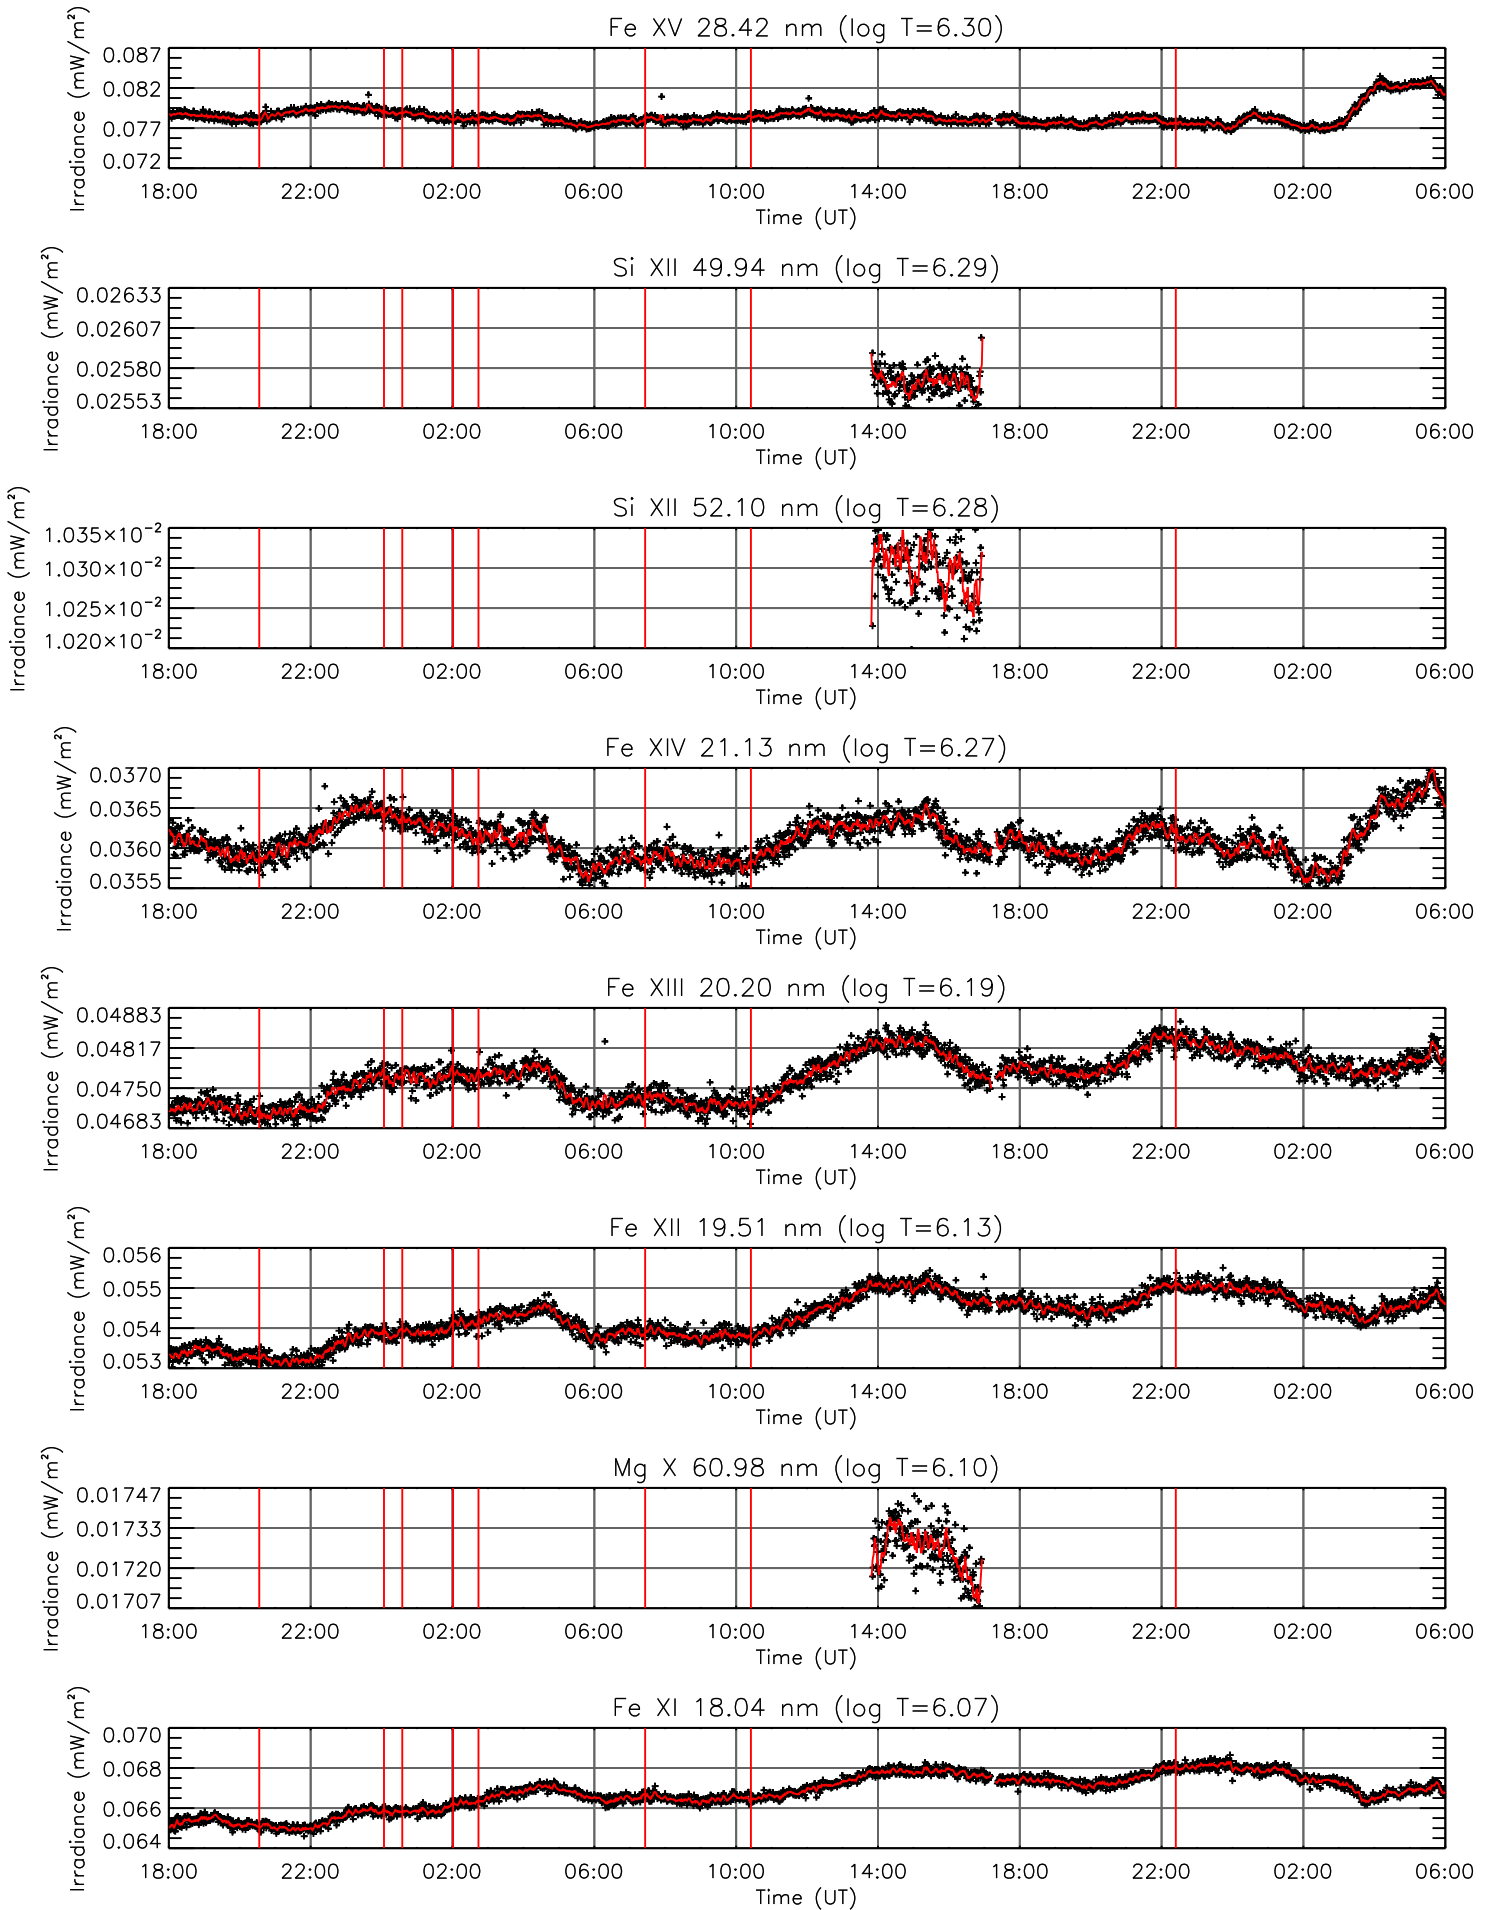 Fe XV 28.42 nm (log T=6.30)
Irradiance (mW/m²)
0.087
0.082
0.077
0.072
18:00 22:00 02:00 06:00 10:00 14:00 18:00 22:00 02:00 06:00
Time (UT)
Si XII 49.94 nm (log T=6.29)
Irradiance (mW/m²)
0.02633
0.02607
0.02580
0.02553
18:00 22:00 02:00 06:00 10:00 14:00 18:00 22:00 02:00 06:00
Time (UT)
Si XII 52.10 nm (log T=6.28)
Irradiance (mW/m²)
1.035×10⁻²
1.030×10⁻²
1.025×10⁻²
1.020×10⁻²
18:00 22:00 02:00 06:00 10:00 14:00 18:00 22:00 02:00 06:00
Time (UT)
Fe XIV 21.13 nm (log T=6.27)
Irradiance (mW/m²)
0.0370
0.0365
0.0360
0.0355
18:00 22:00 02:00 06:00 10:00 14:00 18:00 22:00 02:00 06:00
Time (UT)
Fe XIII 20.20 nm (log T=6.19)
Irradiance (mW/m²)
0.04883
0.04817
0.04750
0.04683
18:00 22:00 02:00 06:00 10:00 14:00 18:00 22:00 02:00 06:00
Time (UT)
Fe XII 19.51 nm (log T=6.13)
Irradiance (mW/m²)
0.056
0.055
0.054
0.053
18:00 22:00 02:00 06:00 10:00 14:00 18:00 22:00 02:00 06:00
Time (UT)
Mg X 60.98 nm (log T=6.10)
Irradiance (mW/m²)
0.01747
0.01733
0.01720
0.01707
18:00 22:00 02:00 06:00 10:00 14:00 18:00 22:00 02:00 06:00
Time (UT)
Fe XI 18.04 nm (log T=6.07)
Irradiance (mW/m²)
0.070
0.068
0.066
0.064
18:00 22:00 02:00 06:00 10:00 14:00 18:00 22:00 02:00 06:00
Time (UT)